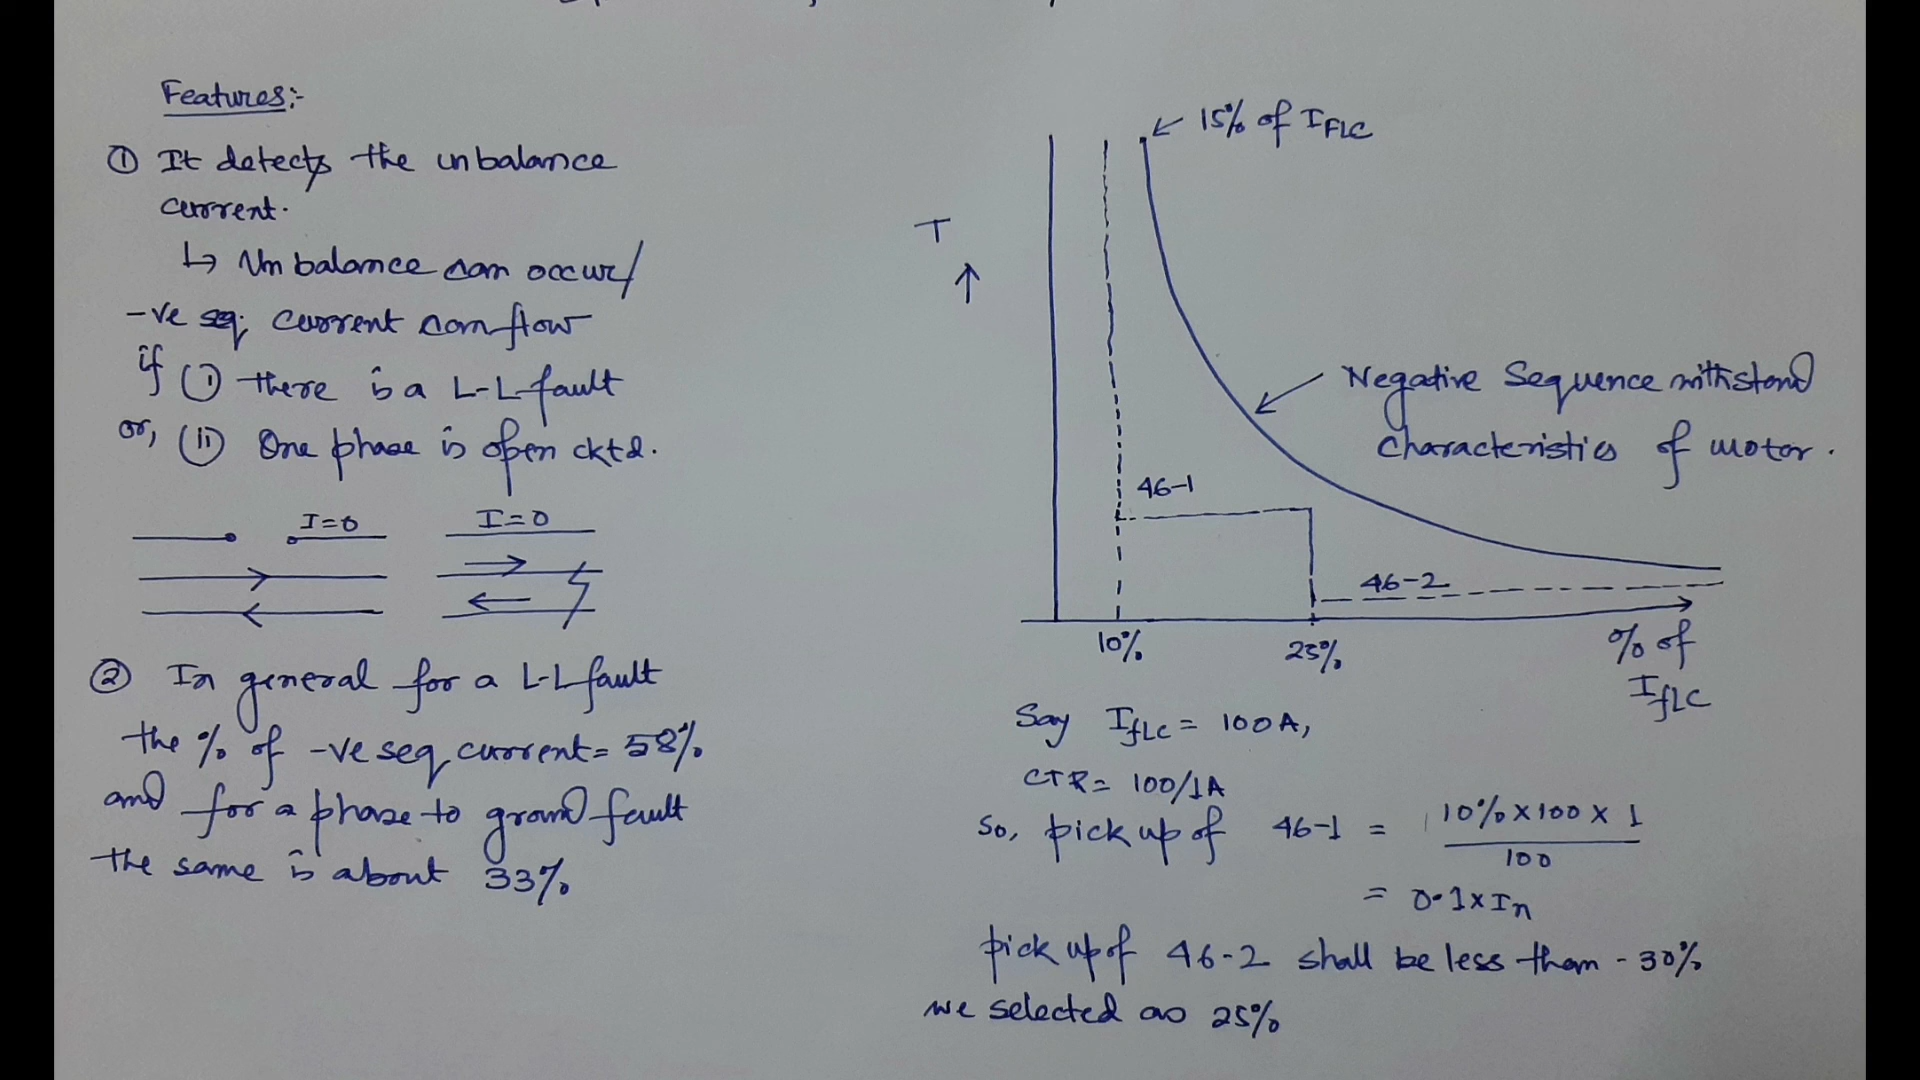 Features:-
① It detects the unbalance
current.
↳ Unbalance can occur/
-ve seq. current can flow
if (i) there is a L-L fault
or, (ii) One phase is open cktd.
I=0
I=0
② In general for a L-L fault
the % of -ve seq current= 58%
and for a phase to ground fault
the same is about 33%
15% of IFLC
T
↑
Negative Sequence withstand
characteristics of motor.
46-1
46-2
10%
25%
% of
IfLC
Say IfLC = 100A,
CTR= 100/1A
So, pick up of 46-1 = 10% x 100 x 1
100
= 0.1xIn
pick up of 46-2 shall be less than - 30%
we selected as 25%